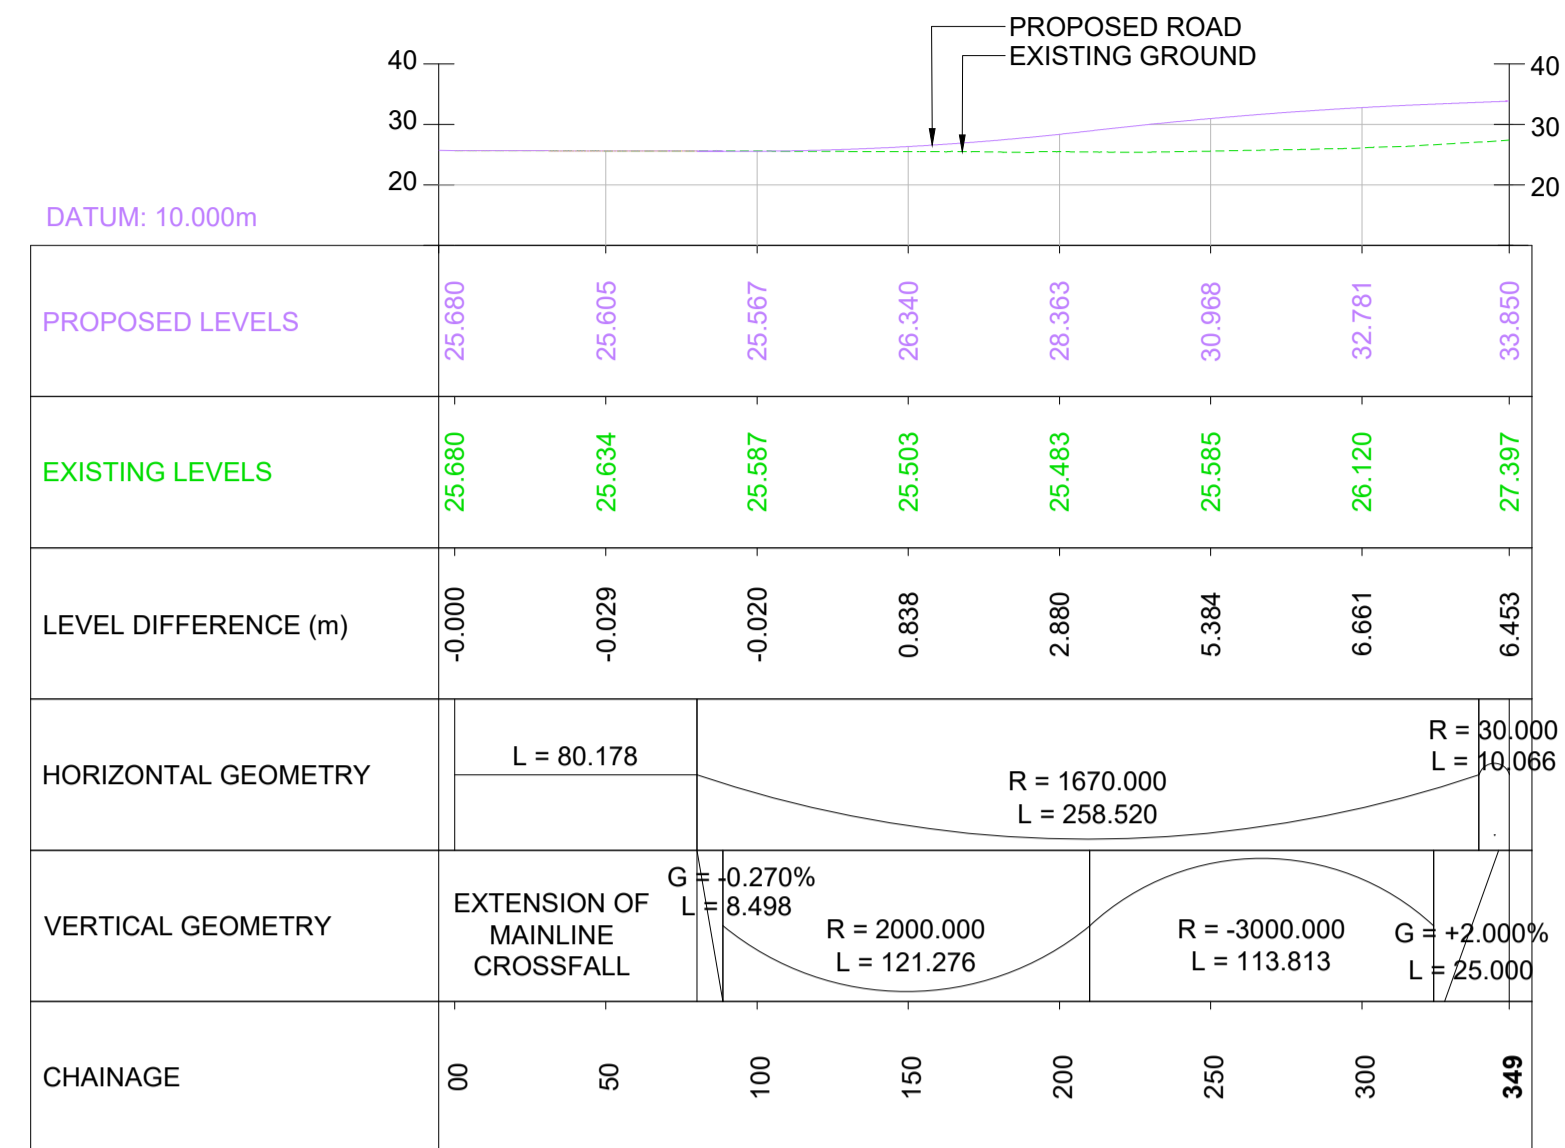 PROPOSED ROAD
EXISTING GROUND
40
30
20
40
30
20
DATUM: 10.000m
PROPOSED LEVELS
25.680
25.605
25.567
26.340
28.363
30.968
32.781
33.850
EXISTING LEVELS
25.680
25.634
25.587
25.503
25.483
25.585
26.120
27.397
LEVEL DIFFERENCE (m)
-0.000
-0.029
-0.020
0.838
2.880
5.384
6.661
6.453
HORIZONTAL GEOMETRY
L = 80.178
R = 1670.000
L = 258.520
R = 30.000
L = 10.066
VERTICAL GEOMETRY
EXTENSION OF
MAINLINE
CROSSFALL
G = -0.270%
L = 8.498
R = 2000.000
L = 121.276
R = -3000.000
L = 113.813
G = +2.000%
L = 25.000
CHAINAGE
00
50
100
150
200
250
300
349